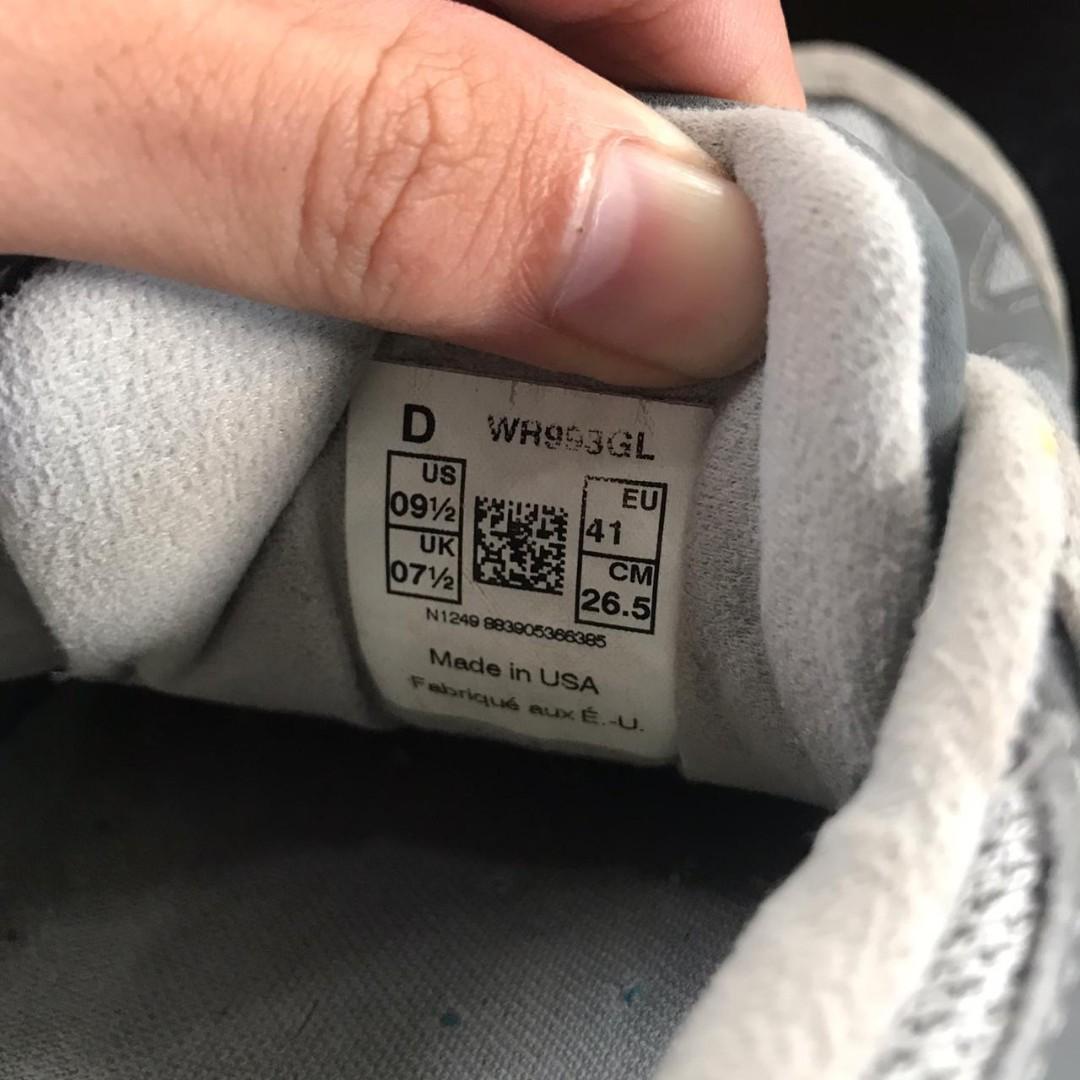 D WR993GL
US
09½
UK
07½
EU
41
CM
26.5
N1249 883905366385
Made in USA
Fabriqué aux É.-U.